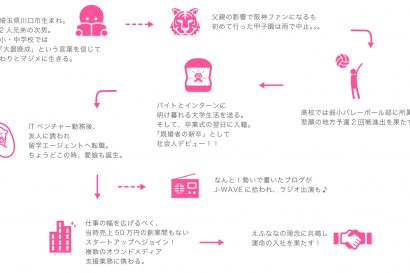 埼玉県川口市生まれ。
２人兄弟の次男。
小・中学校では
「大器晩成」という言葉を信じて
わりとマジメに生きる。
父親の影響で阪神ファンになるも
初めて行った甲子園は雨で中止。。。
高校では弱小バレーボール部に所属
悲願の地方予選２回戦進出を果た
バイトとインターンに
明け暮れる大学生活を送る。
そして、卒業式の翌日に入籍。
「既婚者の新卒」として
社会人デビュー！！
ITベンチャー勤務後、
友人に誘われ
留学エージェントへ転職。
ちょうどこの時、愛娘も誕生。
なんと！勢いで書いたブログが
J-WAVEに拾われ、ラジオ出演も♪
仕事の幅を広げるべく、
当時売上50万円の創業間もない
スタートアップへジョイン！
複数のオウンドメディア
支援業務に携わる。
えふななの理念に共鳴し
運命の入社を果たす！